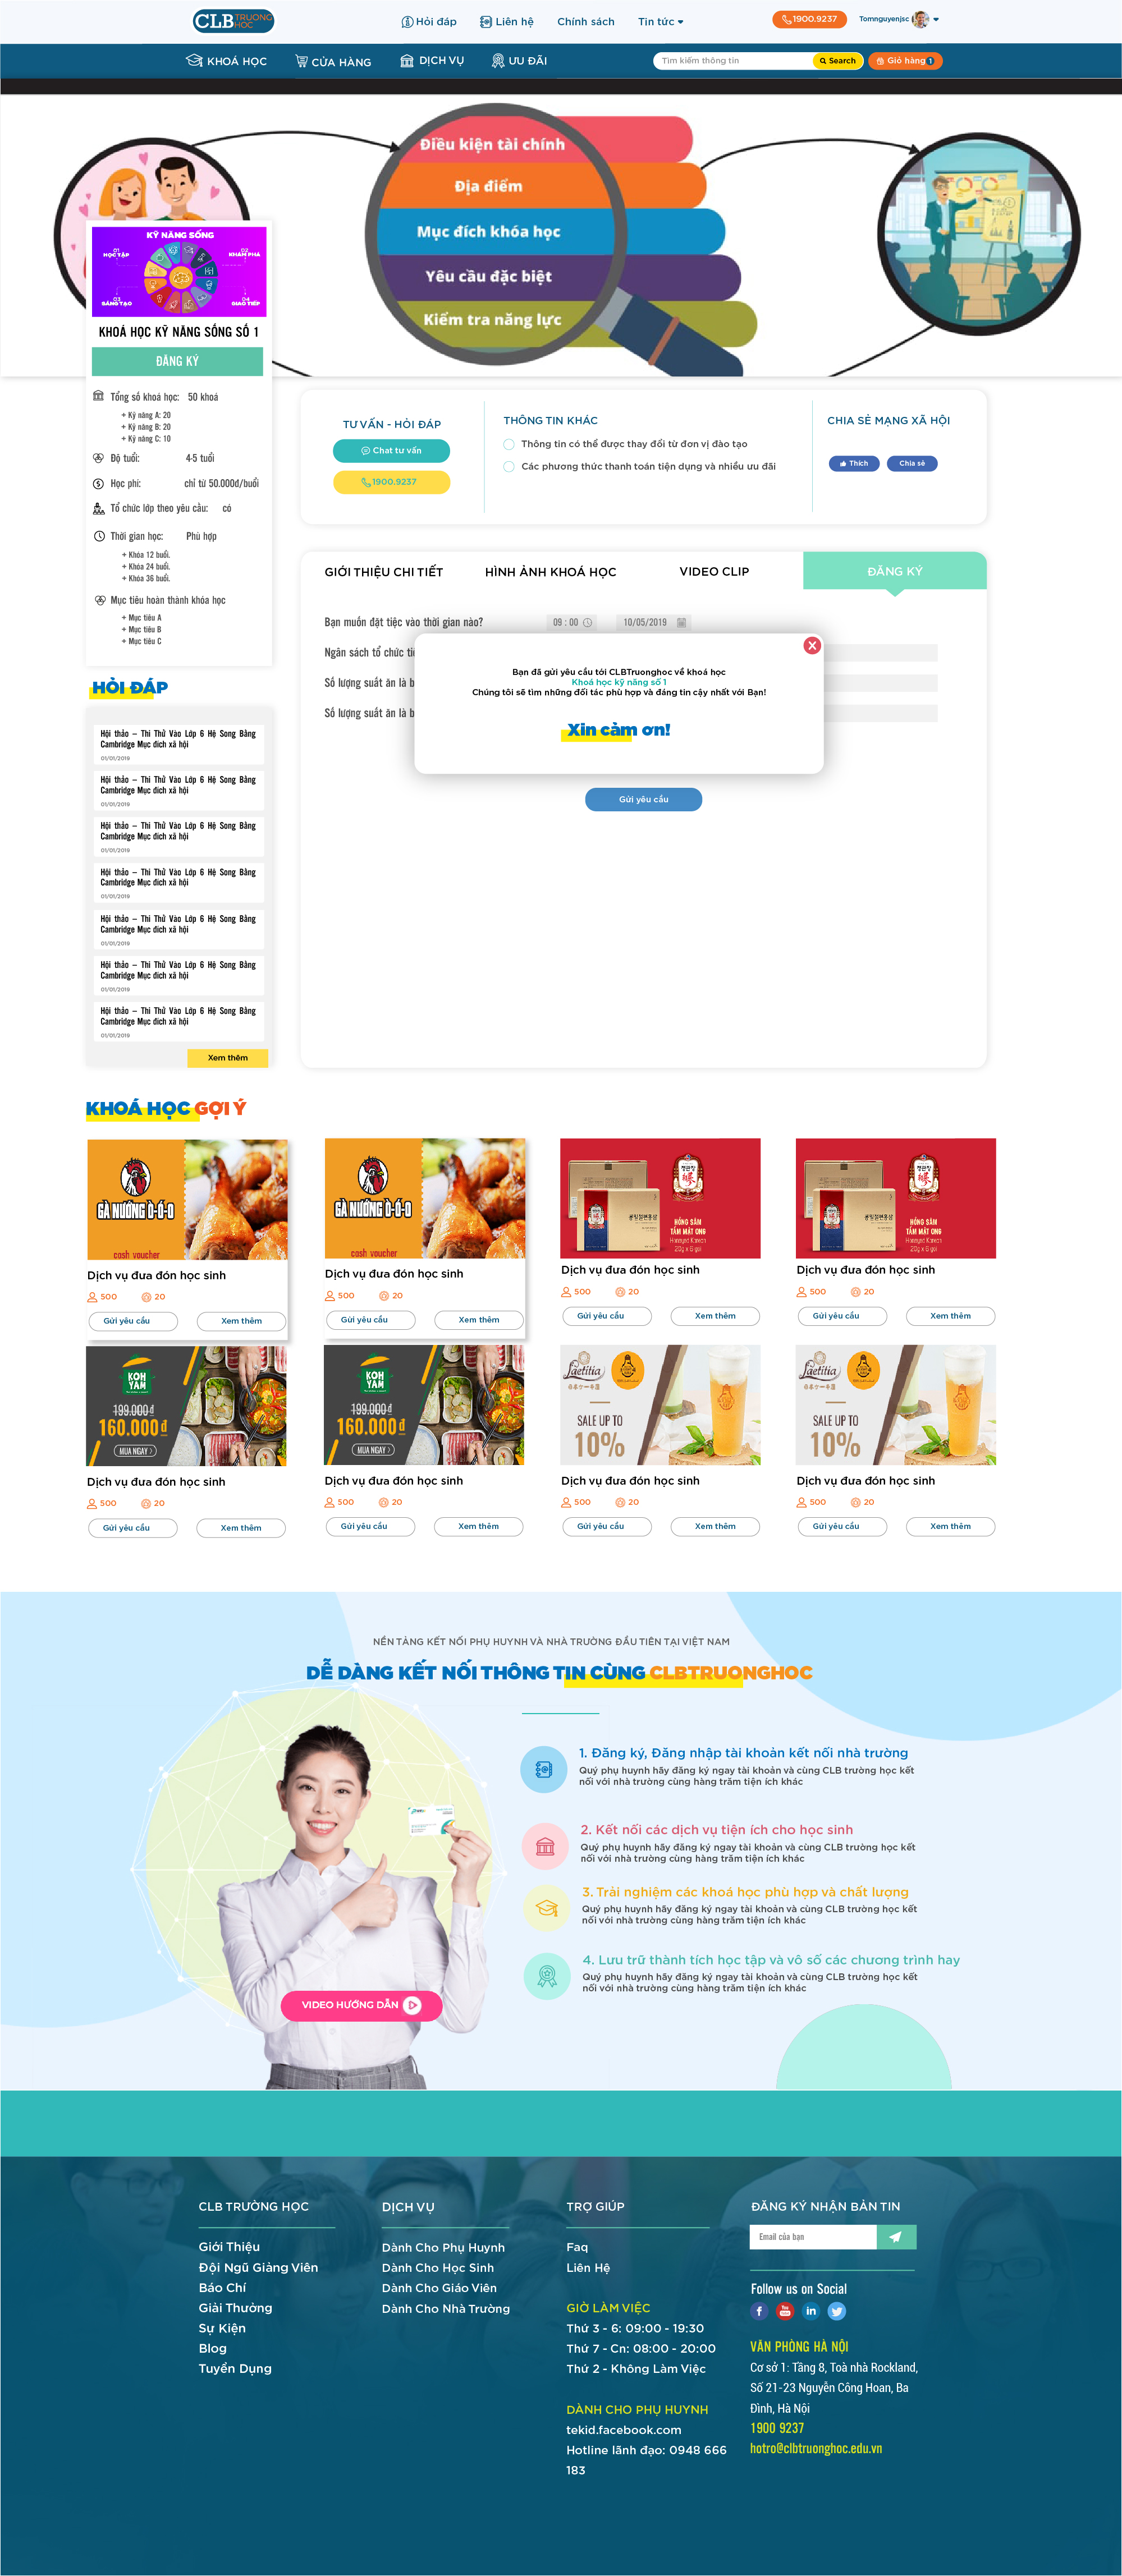 CLB TRƯỜNG HỌC
Hỏi đáp
Liên hệ
Chính sách
Tin tức
1900.9237
Tomnguyenjsc
KHOÁ HỌC
CỬA HÀNG
DỊCH VỤ
ƯU ĐÃI
Tìm kiếm thông tin
Search
Giỏ hàng 1
Điều kiện tài chính
Địa điểm
Mục đích khóa học
Yêu cầu đặc biệt
Kiểm tra năng lực
KỸ NĂNG SỐNG
01
HỌC TẬP
02
KHÁM PHÁ
03
SÁNG TẠO
04
GIAO TIẾP
KHOÁ HỌC KỸ NĂNG SỐNG SỐ 1
ĐĂNG KÝ
Tổng số khoá học: 50 khoá
+ Kỹ năng A: 20
+ Kỹ năng B: 20
+ Kỹ năng C: 10
Độ tuổi: 4-5 tuổi
Học phí: chỉ từ 50.000đ/buổi
Tổ chức lớp theo yêu cầu: có
Thời gian học: Phù hợp
+ Khóa 12 buổi.
+ Khóa 24 buổi.
+ Khóa 36 buổi.
Mục tiêu hoàn thành khóa học
+ Mục tiêu A
+ Mục tiêu B
+ Mục tiêu C
TƯ VẤN - HỎI ĐÁP
Chat tư vấn
1900.9237
THÔNG TIN KHÁC
Thông tin có thể được thay đổi từ đơn vị đào tạo
Các phương thức thanh toán tiện dụng và nhiều ưu đãi
CHIA SẺ MẠNG XÃ HỘI
Thích
Chia sẻ
GIỚI THIỆU CHI TIẾT
HÌNH ẢNH KHOÁ HỌC
VIDEO CLIP
ĐĂNG KÝ
Bạn muốn đặt tiệc vào thời gian nào?
09 : 00
10/05/2019
Ngân sách tổ chức
Số lượng suất ăn là
Số lượng suất ăn là
Bạn đã gửi yêu cầu tới CLBTruonghoc về khoá học
Khoá học kỹ năng số 1
Chúng tôi sẽ tìm những đối tác phù hợp và đáng tin cậy nhất với Bạn!
Xin cảm ơn!
Gửi yêu cầu
HỎI ĐÁP
Hội thảo – Thi Thử Vào Lớp 6 Hệ Song Bằng
Cambridge Mục đích xã hội
01/01/2019
Hội thảo – Thi Thử Vào Lớp 6 Hệ Song Bằng
Cambridge Mục đích xã hội
01/01/2019
Hội thảo – Thi Thử Vào Lớp 6 Hệ Song Bằng
Cambridge Mục đích xã hội
01/01/2019
Hội thảo – Thi Thử Vào Lớp 6 Hệ Song Bằng
Cambridge Mục đích xã hội
01/01/2019
Hội thảo – Thi Thử Vào Lớp 6 Hệ Song Bằng
Cambridge Mục đích xã hội
01/01/2019
Hội thảo – Thi Thử Vào Lớp 6 Hệ Song Bằng
Cambridge Mục đích xã hội
01/01/2019
Hội thảo – Thi Thử Vào Lớp 6 Hệ Song Bằng
Cambridge Mục đích xã hội
01/01/2019
Xem thêm
KHOÁ HỌC GỢI Ý
GÀ NƯỚNG Ò-Ó-O
cash voucher
Dịch vụ đưa đón học sinh
500 20
Gửi yêu cầu
Xem thêm
GÀ NƯỚNG Ò-Ó-O
cash voucher
Dịch vụ đưa đón học sinh
500 20
Gửi yêu cầu
Xem thêm
HỒNG SÂM
TẨM MẬT ONG
Honeyed Korean
20g x 6 gói
Dịch vụ đưa đón học sinh
500 20
Gửi yêu cầu
Xem thêm
HỒNG SÂM
TẨM MẬT ONG
Honeyed Korean
20g x 6 gói
Dịch vụ đưa đón học sinh
500 20
Gửi yêu cầu
Xem thêm
KOH YAM
199.000đ
160.000đ
MUA NGAY
Dịch vụ đưa đón học sinh
500 20
Gửi yêu cầu
Xem thêm
KOH YAM
199.000đ
160.000đ
MUA NGAY
Dịch vụ đưa đón học sinh
500 20
Gửi yêu cầu
Xem thêm
Laetitia
SALE UP TO
10%
Dịch vụ đưa đón học sinh
500 20
Gửi yêu cầu
Xem thêm
Laetitia
SALE UP TO
10%
Dịch vụ đưa đón học sinh
500 20
Gửi yêu cầu
Xem thêm
NỀN TẢNG KẾT NỐI PHỤ HUYNH VÀ NHÀ TRƯỜNG ĐẦU TIÊN TẠI VIỆT NAM
DỄ DÀNG KẾT NỐI THÔNG TIN CÙNG CLBTRUONGHOC
1. Đăng ký, Đăng nhập tài khoản kết nối nhà trường
Quý phụ huynh hãy đăng ký ngay tài khoản và cùng CLB trường học kết
nối với nhà trường cùng hàng trăm tiện ích khác
2. Kết nối các dịch vụ tiện ích cho học sinh
Quý phụ huynh hãy đăng ký ngay tài khoản và cùng CLB trường học kết
nối với nhà trường cùng hàng trăm tiện ích khác
3. Trải nghiệm các khoá học phù hợp và chất lượng
Quý phụ huynh hãy đăng ký ngay tài khoản và cùng CLB trường học kết
nối với nhà trường cùng hàng trăm tiện ích khác
4. Lưu trữ thành tích học tập và vô số các chương trình hay
Quý phụ huynh hãy đăng ký ngay tài khoản và cùng CLB trường học kết
nối với nhà trường cùng hàng trăm tiện ích khác
VIDEO HƯỚNG DẪN
CLB TRƯỜNG HỌC
Giới Thiệu
Đội Ngũ Giảng Viên
Báo Chí
Giải Thưởng
Sự Kiện
Blog
Tuyển Dụng
DỊCH VỤ
Dành Cho Phụ Huynh
Dành Cho Học Sinh
Dành Cho Giáo Viên
Dành Cho Nhà Trường
TRỢ GIÚP
Faq
Liên Hệ
GIỜ LÀM VIỆC
Thứ 3 - 6: 09:00 - 19:30
Thứ 7 - Cn: 08:00 - 20:00
Thứ 2 - Không Làm Việc
DÀNH CHO PHỤ HUYNH
tekid.facebook.com
Hotline lãnh đạo: 0948 666
183
ĐĂNG KÝ NHẬN BẢN TIN
Email của bạn
Follow us on Social
VĂN PHÒNG HÀ NỘI
Cơ sở 1: Tầng 8, Toà nhà Rockland,
Số 21-23 Nguyễn Công Hoan, Ba
Đình, Hà Nội
1900 9237
hotro@clbtruonghoc.edu.vn